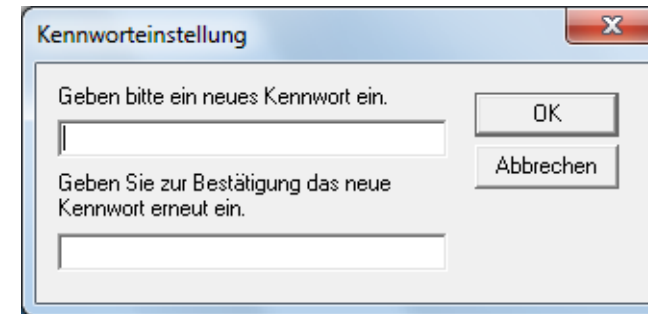 Kennworteinstellung
Geben bitte ein neues Kennwort ein.
OK
Abbrechen
Geben Sie zur Bestätigung das neue
Kennwort erneut ein.